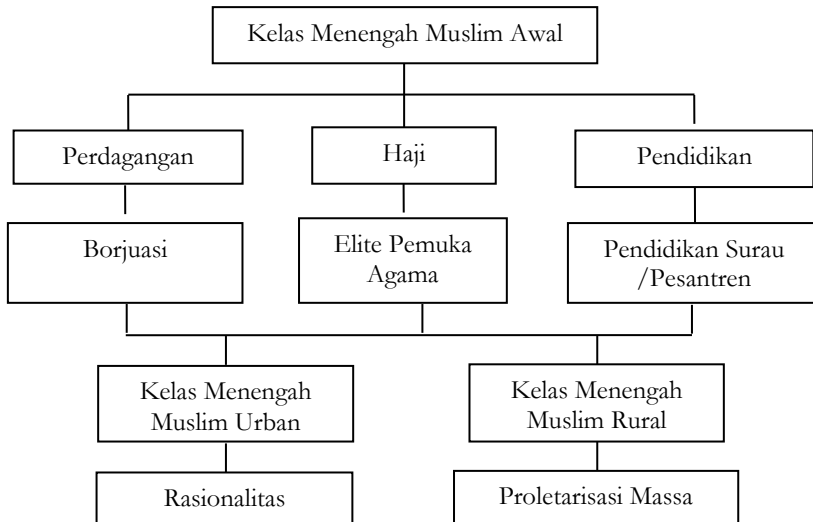 Kelas Menengah Muslim Awal
Perdagangan
Haji
Pendidikan
Borjuasi
Elite Pemuka
Agama
Pendidikan Surau
/Pesantren
Kelas Menengah
Muslim Urban
Kelas Menengah
Muslim Rural
Rasionalitas
Proletarisasi Massa